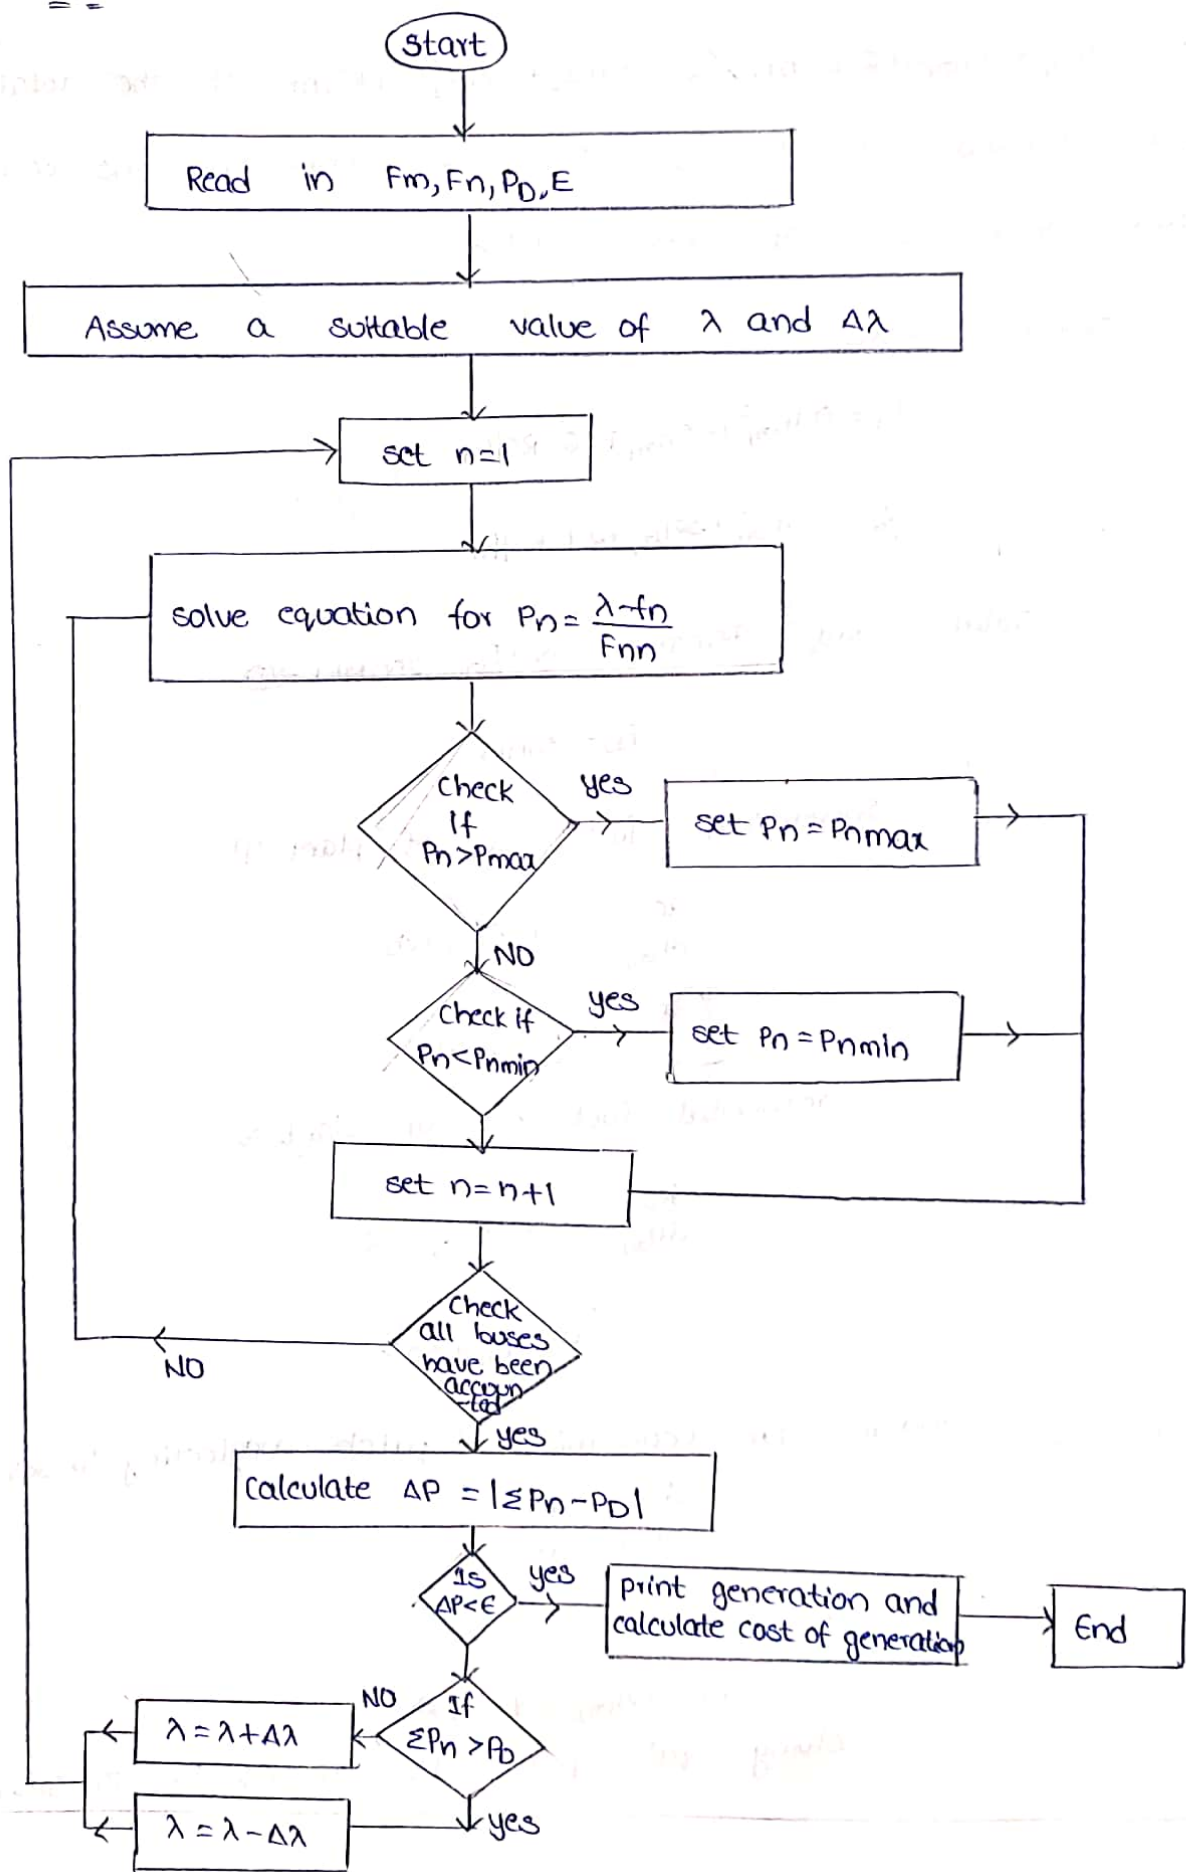 Start
Read in Fm, Fn, PD, E
Assume a suitable value of λ and Δλ
set n=1
solve equation for Pn = λ-fn
Fnn
Check
If
Pn>Pmax
yes
set Pn = Pnmax
NO
Check if
Pn<Pnmin
yes
set Pn = Pnmin
set n=n+1
Check
all buses
have been
accoun
-ted
NO
yes
Calculate ΔP = |ΣPn-PD|
Is
ΔP<ϵ
yes
print generation and
calculate cost of generation
End
If
ΣPn >PD
NO
λ = λ+Δλ
yes
λ = λ-Δλ